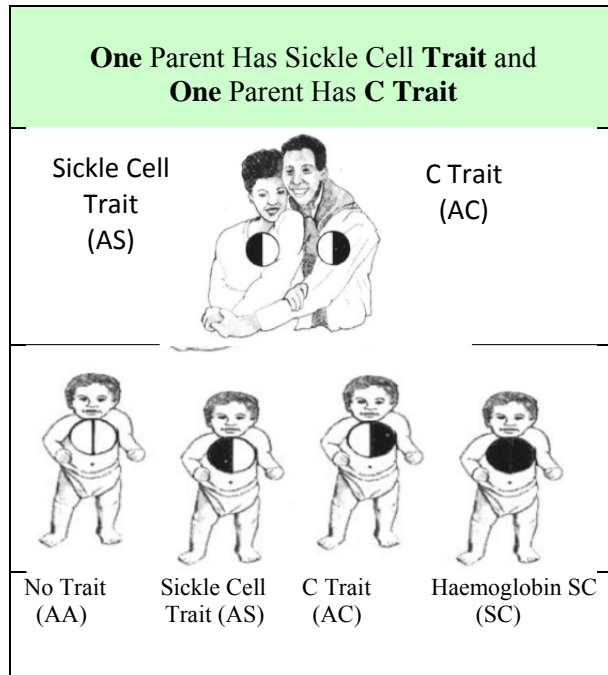 One Parent Has Sickle Cell Trait and
One Parent Has C Trait
Sickle Cell
Trait
(AS)
C Trait
(AC)
No Trait
(AA)
Sickle Cell
Trait (AS)
C Trait
(AC)
Haemoglobin SC
(SC)